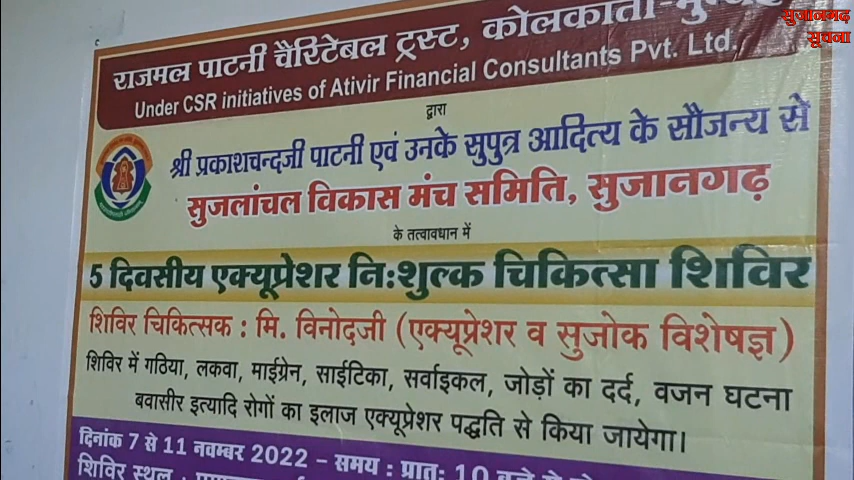 सुजानगढ़
सूचना
राजमल पाटनी चैरिटेबल ट्रस्ट, कोलकाता-
Under CSR initiatives of Ativir Financial Consultants Pvt. Ltd.
द्वारा
श्री प्रकाशचन्दजी पाटनी एवं उनके सुपुत्र आदित्य के सौजन्य से
सुजलांचल विकास मंच समिति, सुजानगढ़
के तत्वावधान में
5 दिवसीय एक्यूप्रेशर नि:शुल्क चिकित्सा शिविर
शिविर चिकित्सक : मि. विनोदजी (एक्यूप्रेशर व सुजोक विशेषज्ञ)
शिविर में गठिया, लकवा, माईग्रेन, साईटिका, सर्वाइकल, जोड़ों का दर्द, वजन घटना
बवासीर इत्यादि रोगों का इलाज एक्यूप्रेशर पद्धति से किया जायेगा।
दिनांक 7 से 11 नवम्बर 2022 – समय : प्रात: 10 बजे से
शिविर स्थल :